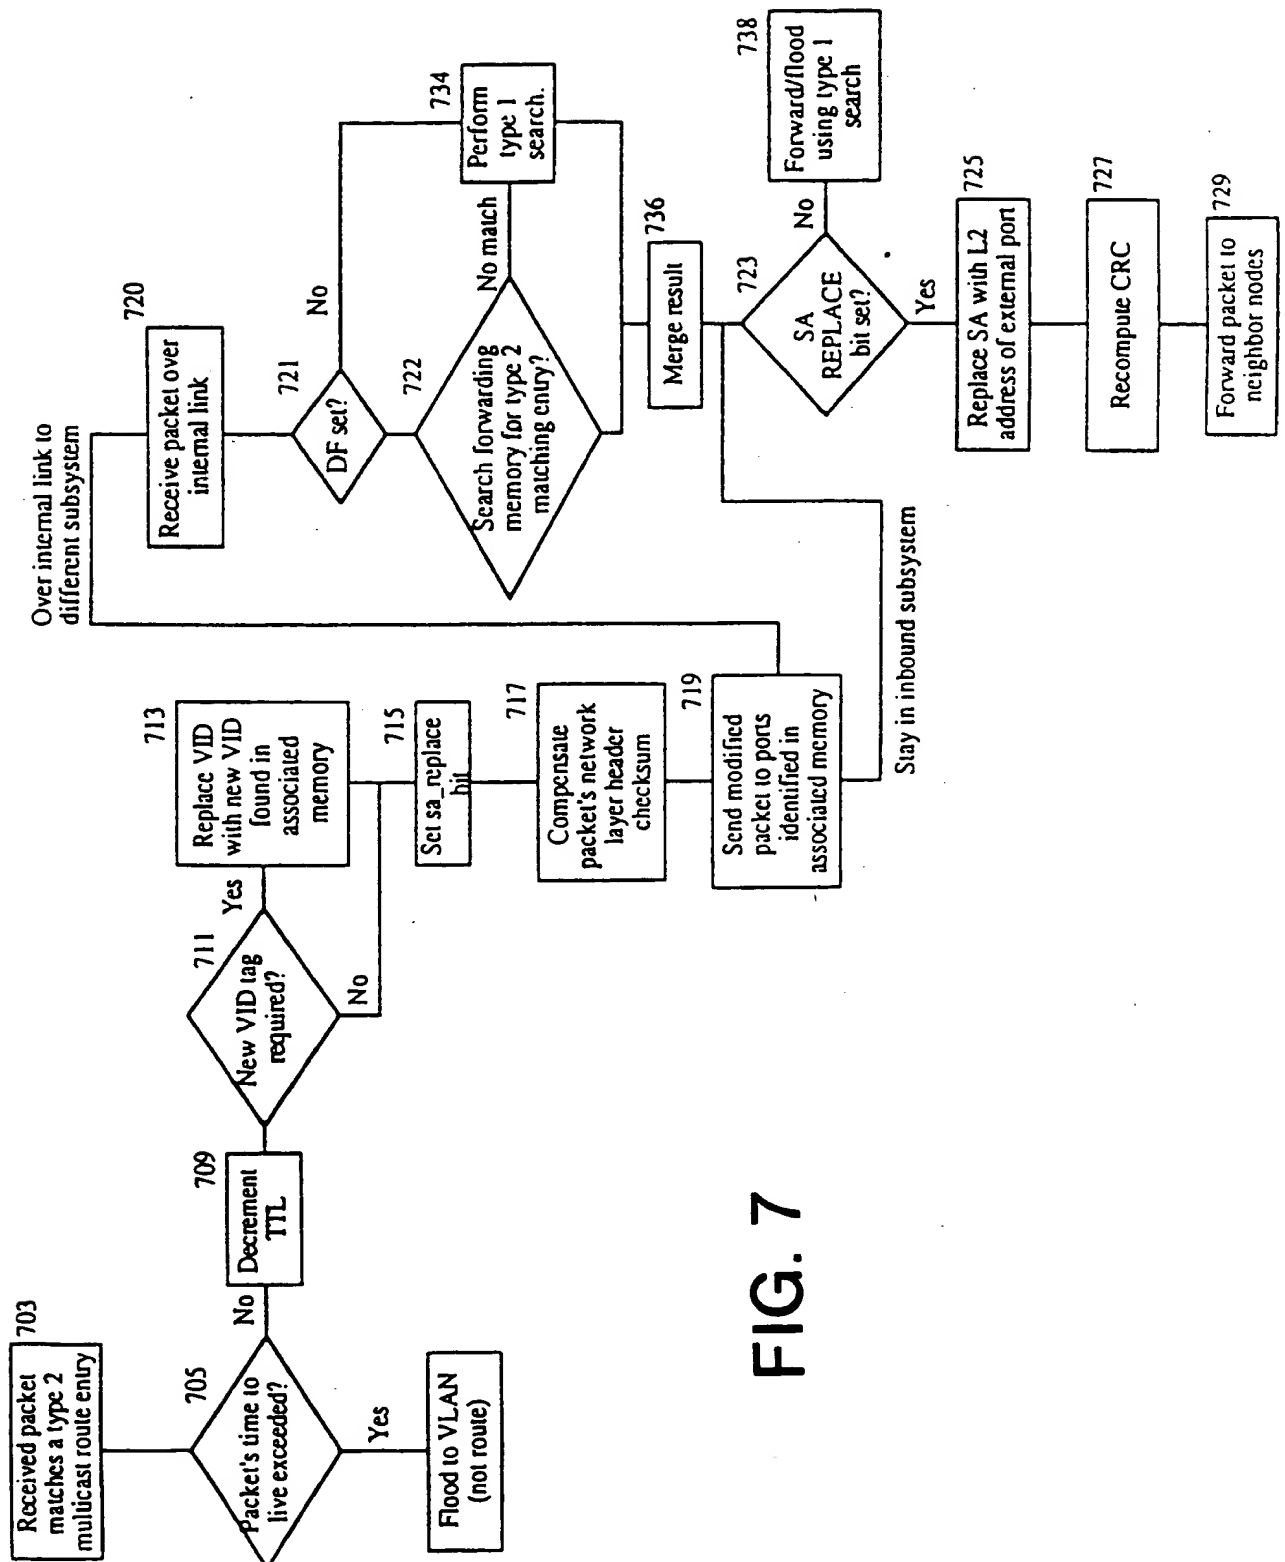 703
Received packet
matches a type 2
multicast route entry
705
Packet's time to
live exceeded?
Yes
Flood to VLAN
(not route)
No
709
Decrement
TTL
711
New VID tag
required?
Yes
No
713
Replace VID
with new VID
found in
associated
memory
715
Set sa_replace
bit
717
Compensate
packet's network
layer header
checksum
719
Send modified
packet to ports
identified in
associated memory
Over internal link to
different subsystem
Stay in inbound subsystem
720
Receive packet over
internal link
721
DF set?
No
722
Search forwarding
memory for type 2
matching entry?
No match
734
Perform
type 1
search.
736
Merge result
723
SA
REPLACE
bit set?
No
738
Forward/flood
using type 1
search
Yes
725
Replace SA with L2
address of external port
727
Recompute CRC
729
Forward packet to
neighbor nodes
FIG. 7